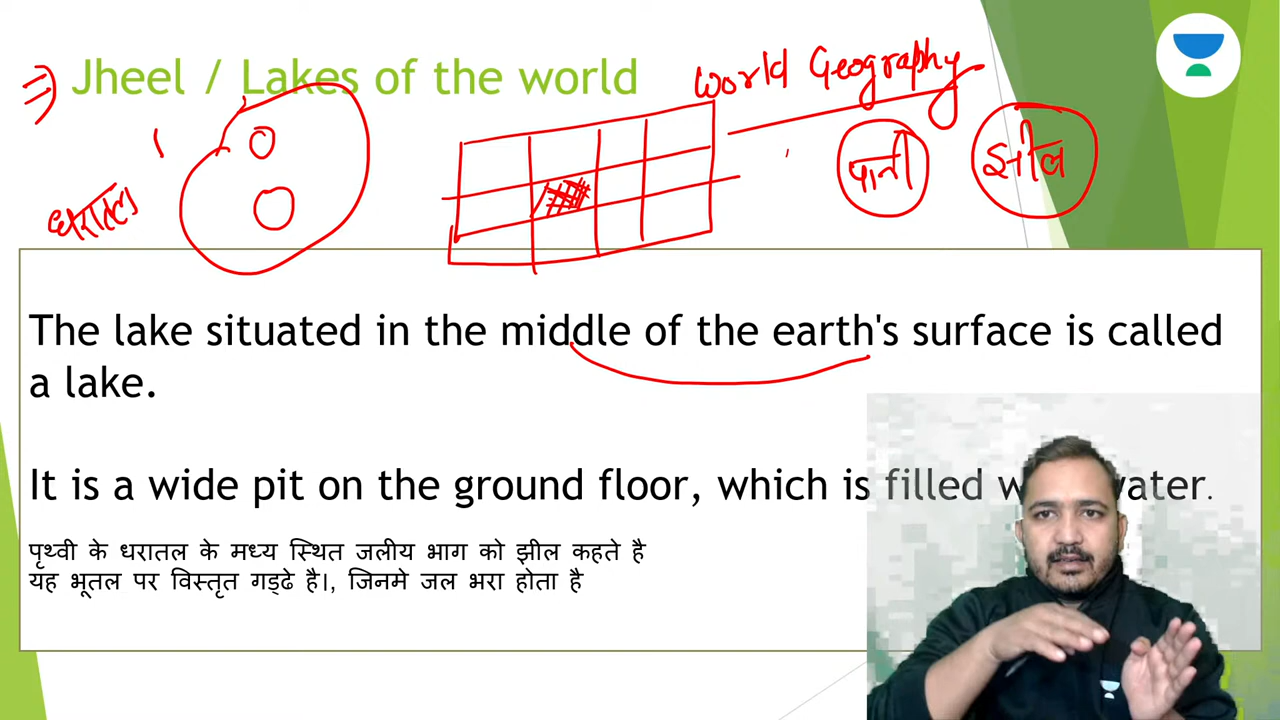 Jheel / Lakes of the world
World Geography
पानी
झील
धरातल
The lake situated in the middle of the earth's surface is called
a lake.
It is a wide pit on the ground floor, which is filled water.
पृथ्वी के धरातल के मध्य स्थित जलीय भाग को झील कहते है
यह भूतल पर विस्तृत गड्ढे है।, जिनमे जल भरा होता है